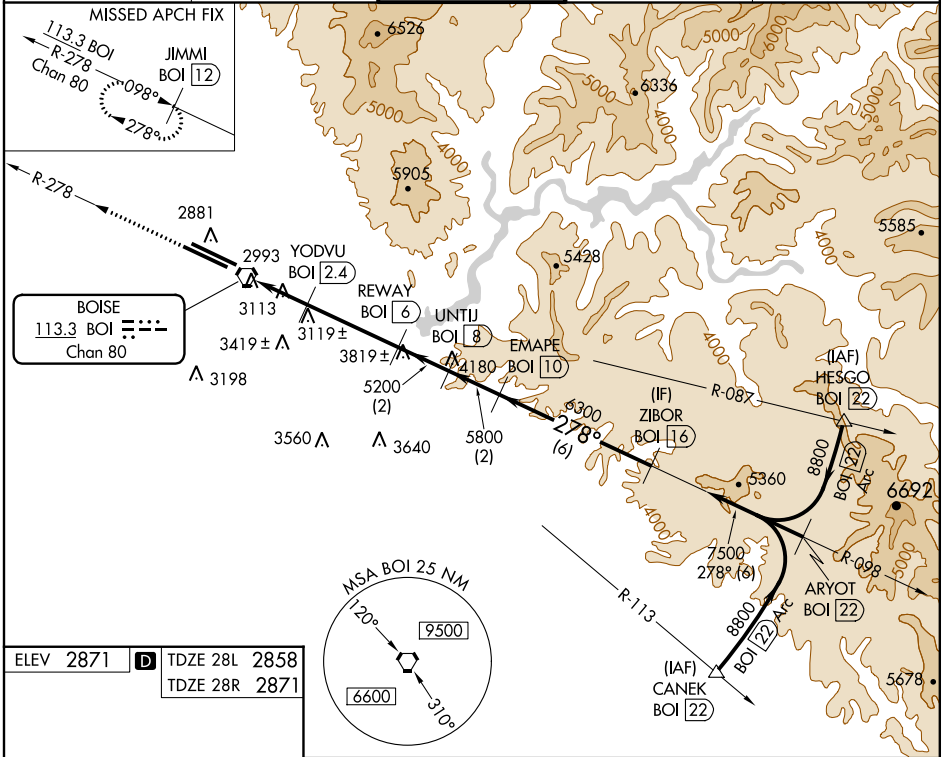 MISSED APCH FIX
113.3 BOI
R-278
Chan 80
098°
278°
JIMMI
BOI 12
6526
6336
5000
6000
5000
4000
5000
4000
5905
R-278
2881
2993
YODVU
BOI 2.4
REWAY
BOI 6
UNTIJ
BOI 8
EMAPE
BOI 10
BOISE
113.3 BOI
Chan 80
3113
3119 ±
3419 ±
3819 ±
4180
3198
3560
3640
5200
(2)
5800
(2)
6300
278°
(6)
5428
5585
4000
4000
R-087
(IAF)
HESGO
BOI 22
(IF)
ZIBOR
BOI 16
8800
BOI 22 Arc
5360
6692
5000
4000
7500
278° (6)
R-098
ARYOT
BOI 22
R-113
8800
BOI 22 Arc
(IAF)
CANEK
BOI 22
5678
MSA BOI 25 NM
120°
9500
6600
310°
ELEV 2871
D
TDZE 28L 2858
TDZE 28R 2871